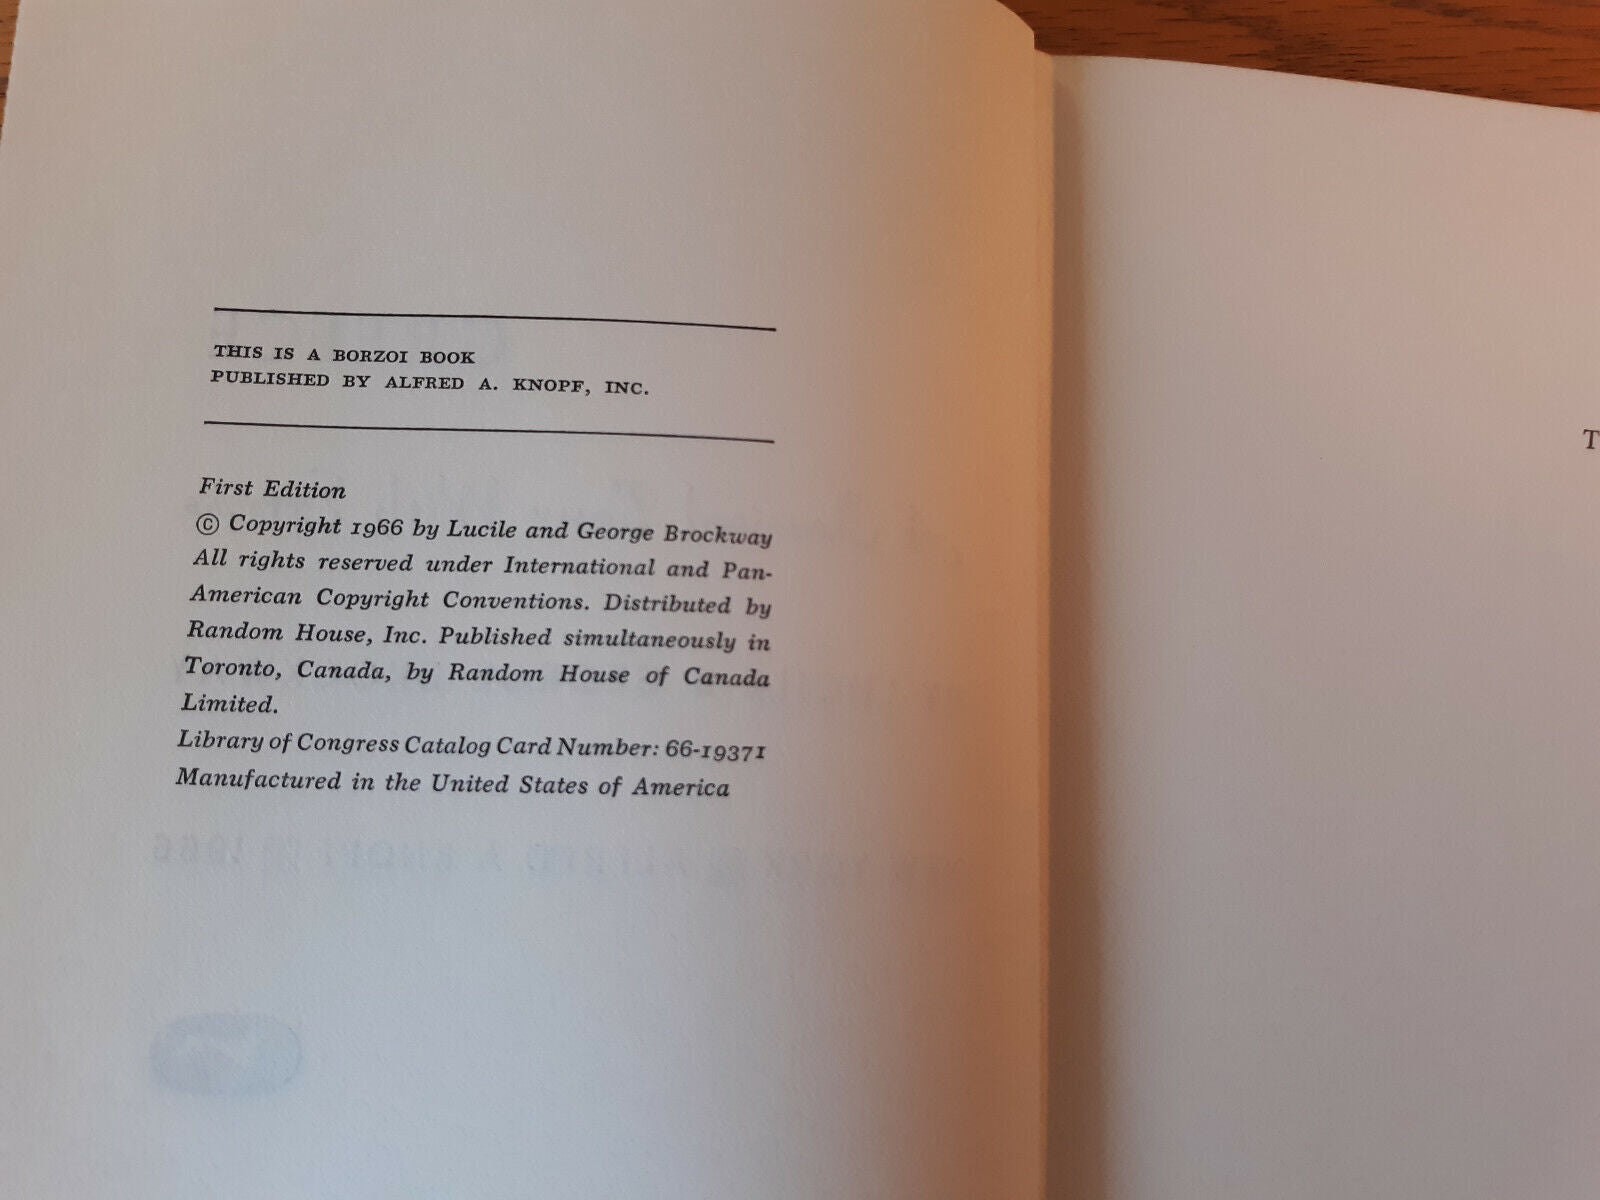 THIS IS A BORZOI BOOK
PUBLISHED BY ALFRED A. KNOPF, INC.
First Edition
© Copyright 1966 by Lucile and George Brockway
All rights reserved under International and Pan-
American Copyright Conventions. Distributed by
Random House, Inc. Published simultaneously in
Toronto, Canada, by Random House of Canada
Limited.
Library of Congress Catalog Card Number: 66-19371
Manufactured in the United States of America
T